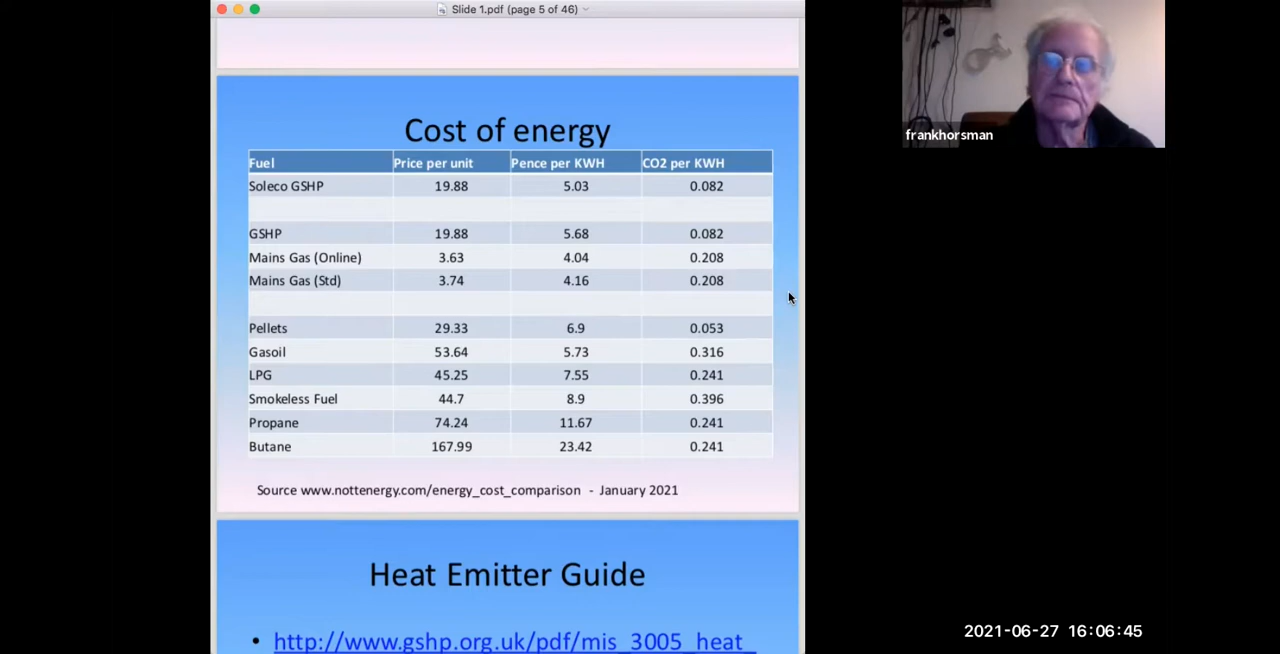 Slide 1.pdf (page 5 of 46)
Cost of energy
Fuel Price per unit Pence per KWH CO2 per KWH
Soleco GSHP 19.88 5.03 0.082
GSHP 19.88 5.68 0.082
Mains Gas (Online) 3.63 4.04 0.208
Mains Gas (Std) 3.74 4.16 0.208
Pellets 29.33 6.9 0.053
Gasoil 53.64 5.73 0.316
LPG 45.25 7.55 0.241
Smokeless Fuel 44.7 8.9 0.396
Propane 74.24 11.67 0.241
Butane 167.99 23.42 0.241
Source www.nottenergy.com/energy_cost_comparison - January 2021
Heat Emitter Guide
• http://www.gshp.org.uk/pdf/mis_3005_heat_
frankhorsman
2021-06-27 16:06:45